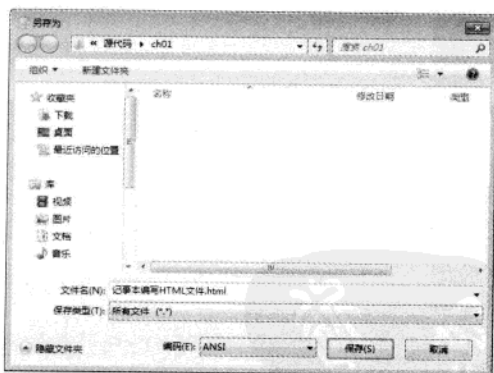 另存为
« 源代码 ▸ ch01
搜索 ch01
组织 ▼ 新建文件夹
名称 修改日期 类型
收藏夹
下载
桌面
最近访问的位置
库
视频
图片
文档
音乐
文件名(N): 记事本编写HTML文件.html
保存类型(T): 所有文件 (*.*)
隐藏文件夹 编码(E): ANSI 保存(S) 取消